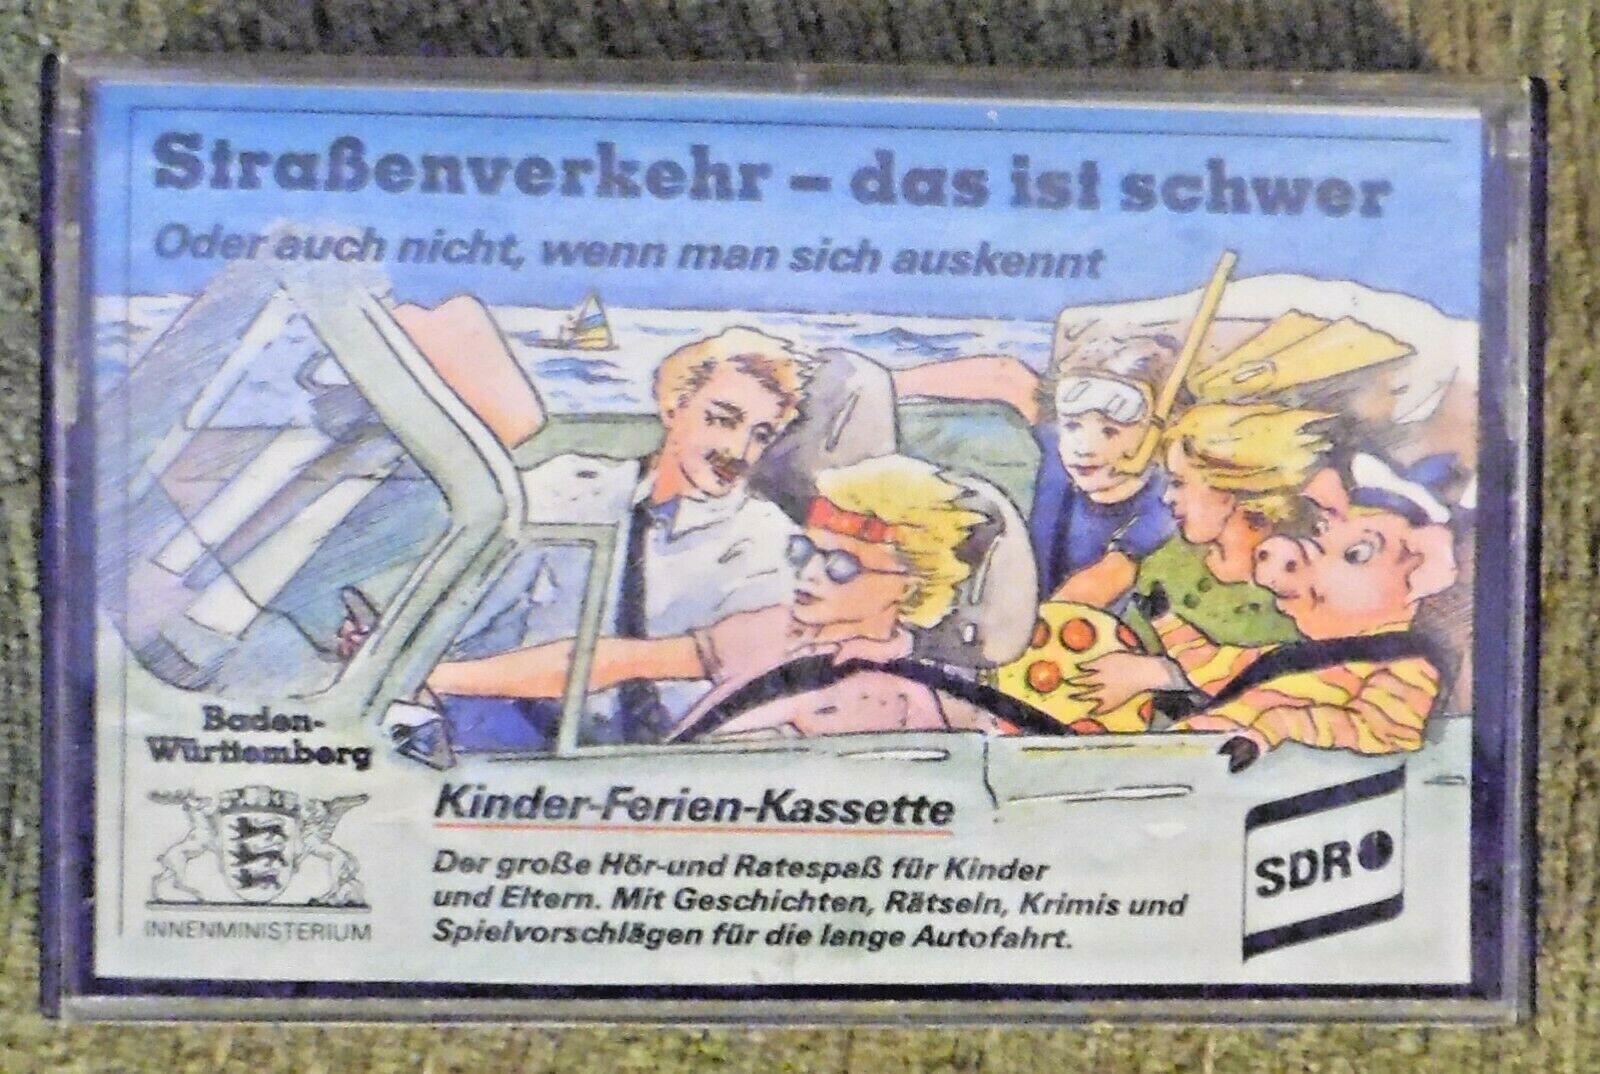 Straßenverkehr – das ist schwer
Oder auch nicht, wenn man sich auskennt
Baden-
Württemberg
INNENMINISTERIUM
Kinder-Ferien-Kassette
Der große Hör-und Ratespaß für Kinder
und Eltern. Mit Geschichten, Rätseln, Krimis und
Spielvorschlägen für die lange Autofahrt.
SDR